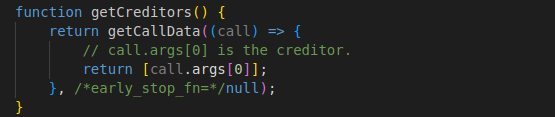 function getCreditors() {
    return getCallData((call) => {
        // call.args[0] is the creditor.
        return [call.args[0]];
    }, /*early_stop_fn=*/null);
}